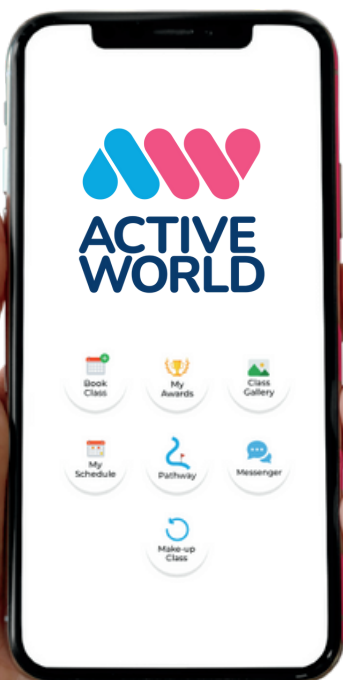 ACTIVE
WORLD
Book
Class
My
Awards
Class
Gallery
My
Schedule
Pathway
Messenger
Make-up
Class